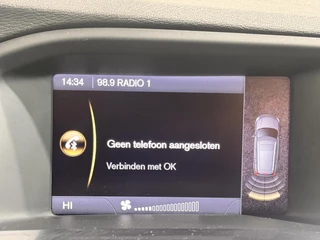 14:34 98.9 RADIO 1
Geen telefoon aangesloten
Verbinden met OK
HI